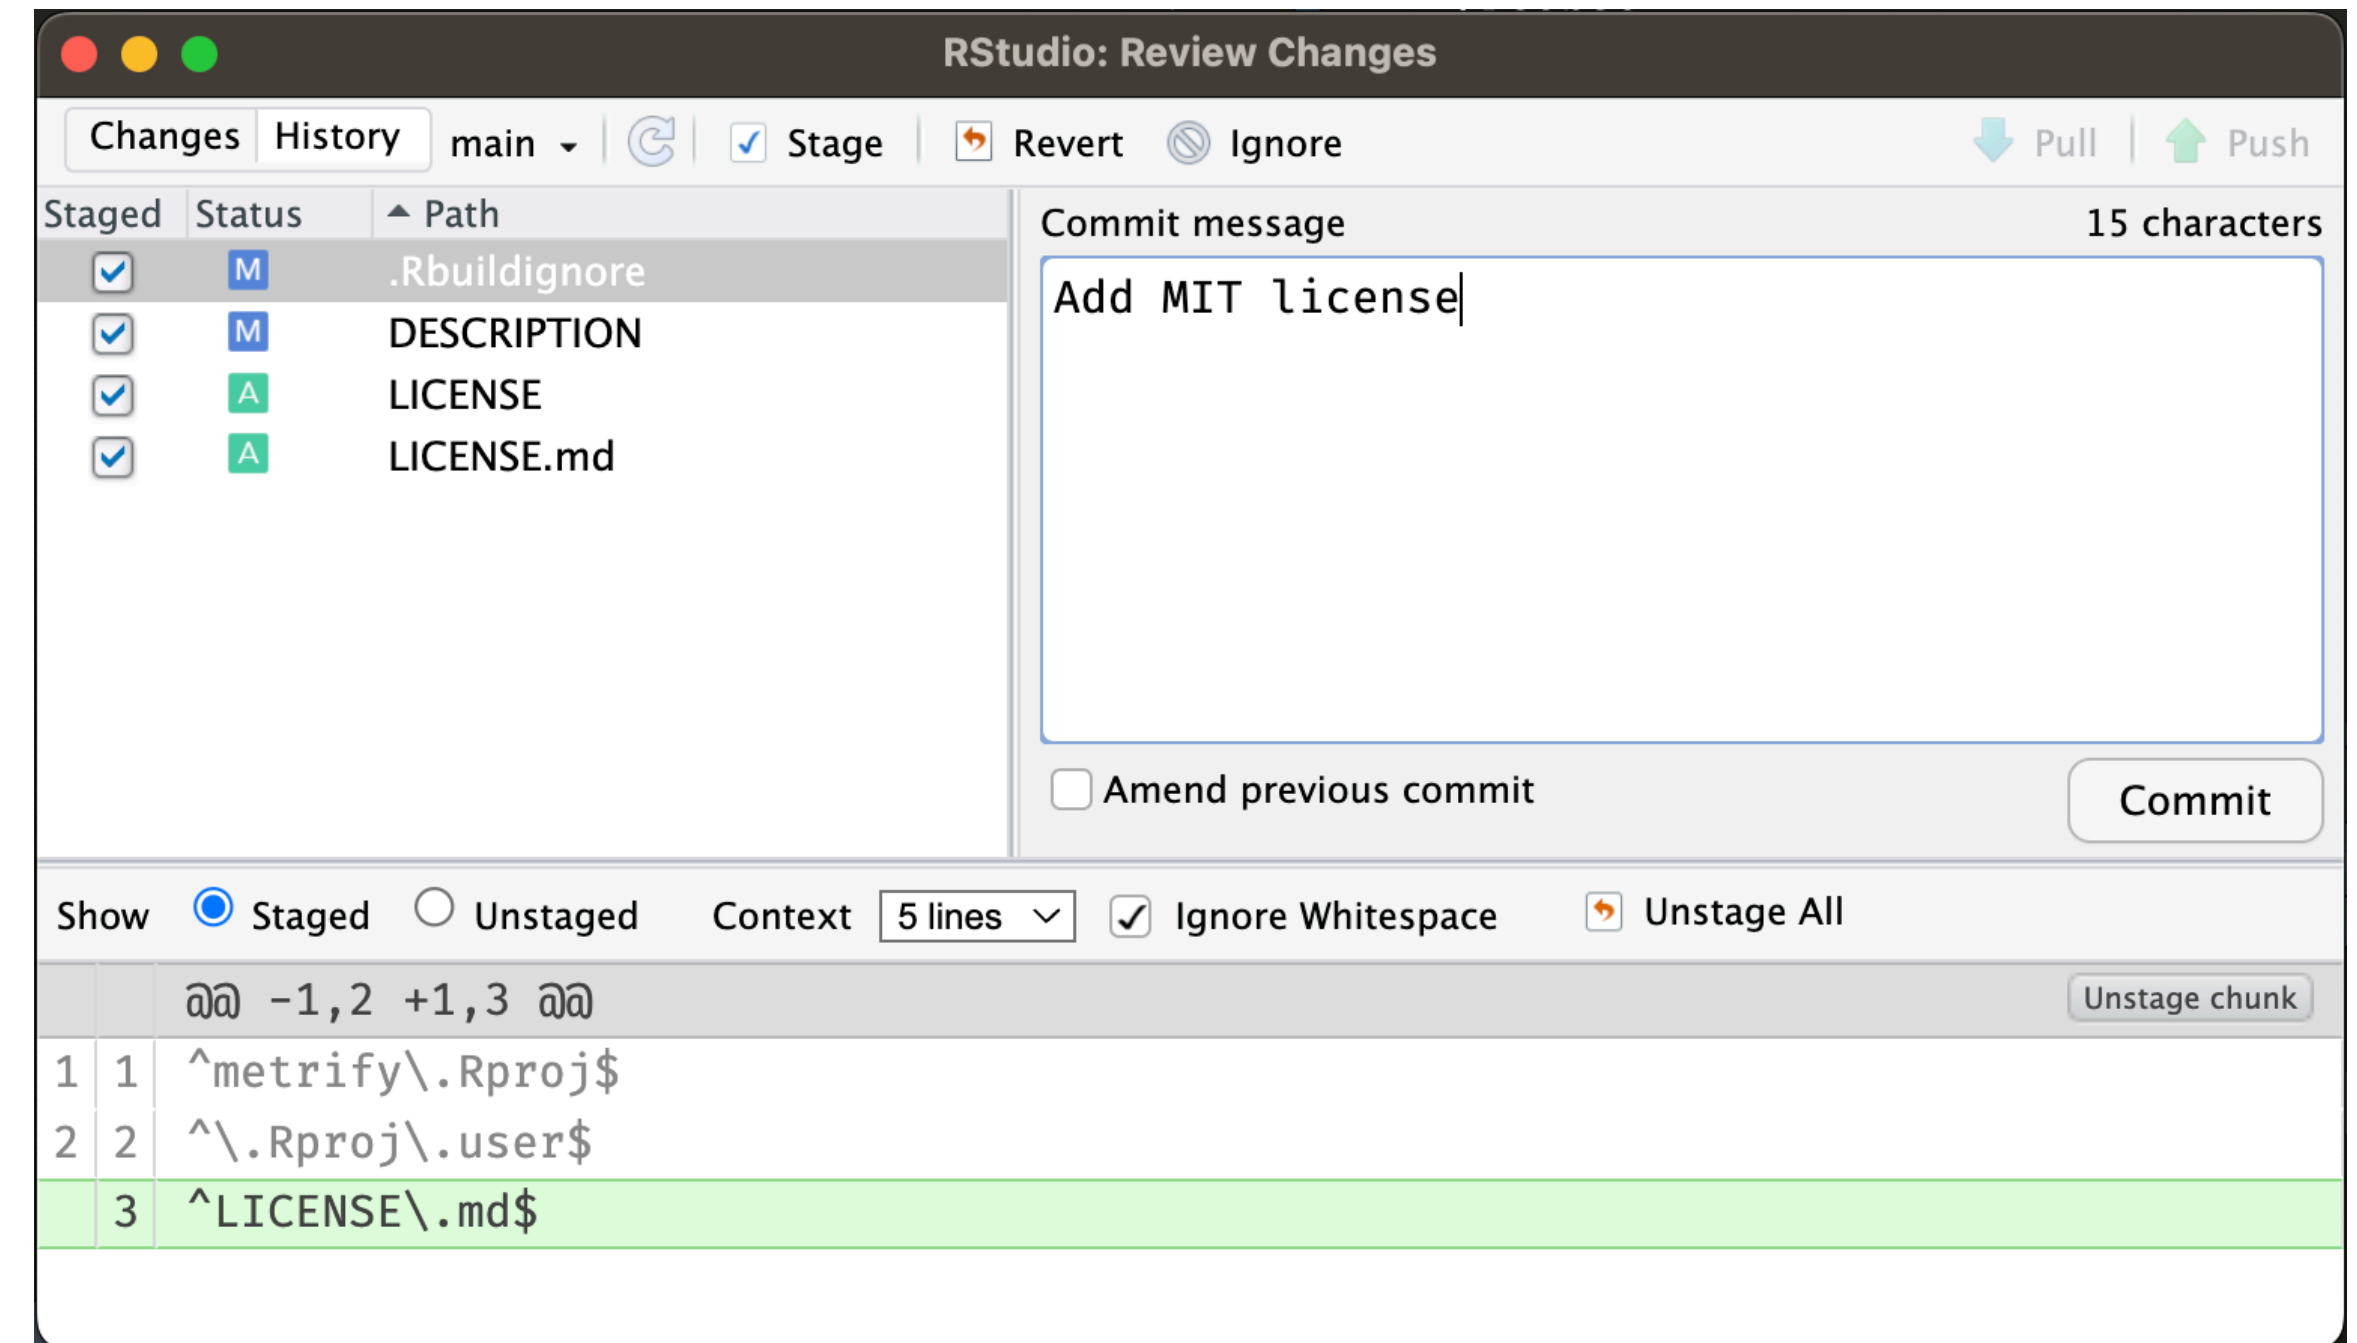 RStudio: Review Changes
Changes History main Stage Revert Ignore Pull Push
Staged Status Path
M .Rbuildignore
M DESCRIPTION
A LICENSE
A LICENSE.md
Commit message 15 characters
Add MIT license
Amend previous commit Commit
Show Staged Unstaged Context 5 lines Ignore Whitespace Unstage All
@@ -1,2 +1,3 @@ Unstage chunk
1 1 ^metrify\.Rproj$
2 2 ^\.Rproj\.user$
3 ^LICENSE\.md$